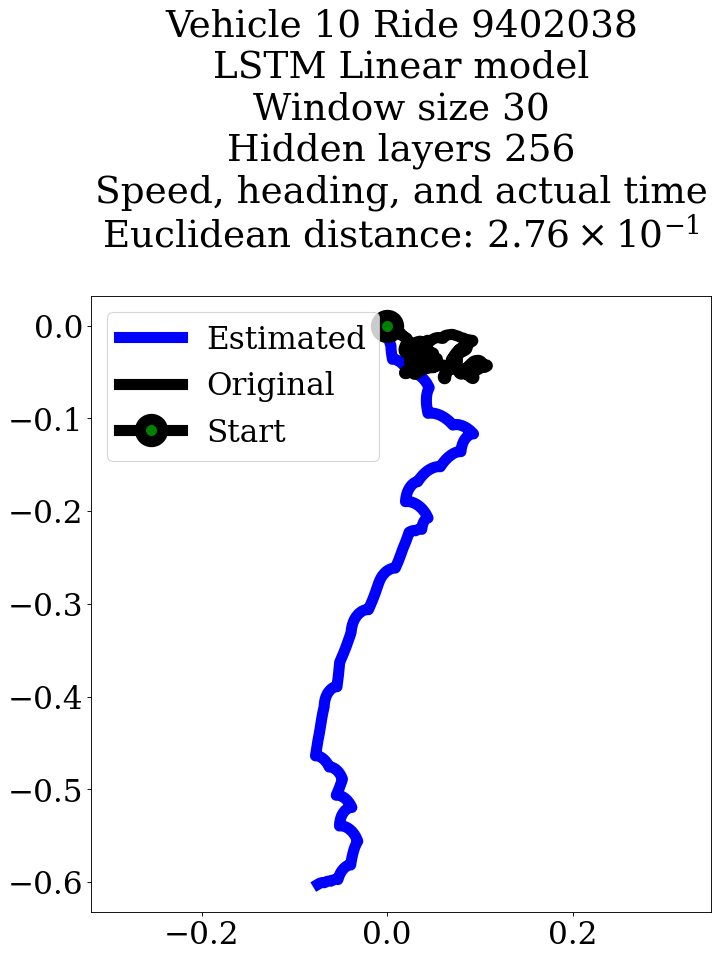 Vehicle 10 Ride 9402038
LSTM Linear model
Window size 30
Hidden layers 256
Speed, heading, and actual time
Euclidean distance: 2.76 × 10⁻¹
Estimated
Original
Start
0.0
−0.1
−0.2
−0.3
−0.4
−0.5
−0.6
−0.2 0.0 0.2